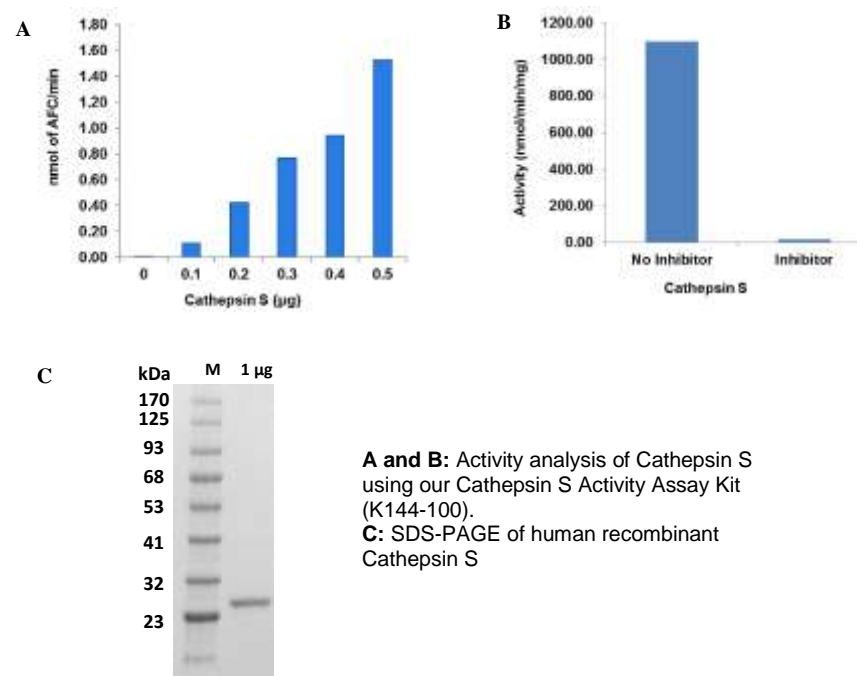 A
1.80
1.60
1.40
1.20
1.00
0.80
0.60
0.40
0.20
0.00
nmol of AFC/min
0 0.1 0.2 0.3 0.4 0.5
Cathepsin S (µg)
B
1200.00
1000.00
800.00
600.00
400.00
200.00
0.00
Activity (nmol/min/mg)
No Inhibitor Inhibitor
Cathepsin S
C
kDa M 1 µg
170
125
93
68
53
41
32
23
A and B: Activity analysis of Cathepsin S
using our Cathepsin S Activity Assay Kit
(K144-100).
C: SDS-PAGE of human recombinant
Cathepsin S